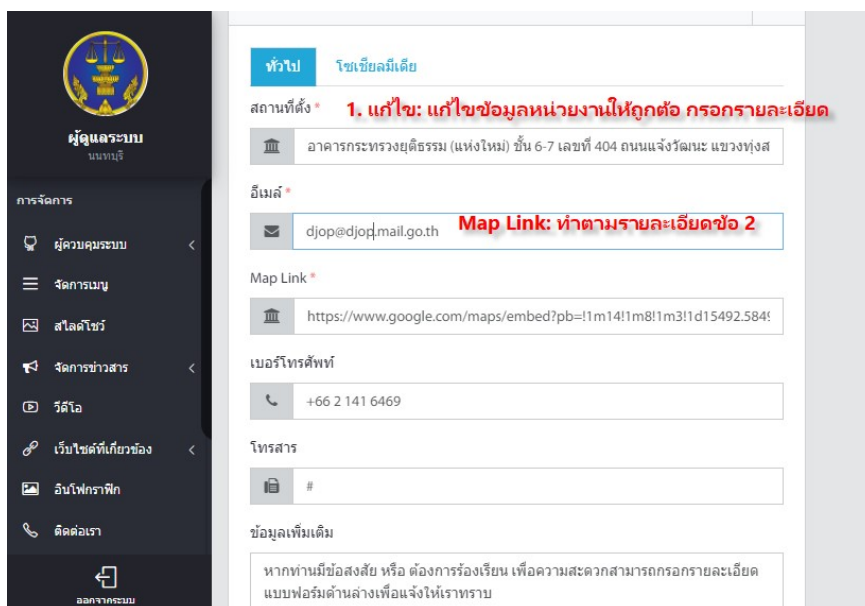 ผู้ดูแลระบบ
นนทบุรี
การจัดการ
ผู้ควบคุมระบบ
จัดการเมนู
สไลด์โชว์
จัดการข่าวสาร
วีดีโอ
เว็บไซต์ที่เกี่ยวข้อง
อินโฟกราฟิก
ติดต่อเรา
ออกจากระบบ
ทั่วไป โซเชี่ยลมีเดีย
สถานที่ตั้ง * 1. แก้ไข: แก้ไขข้อมูลหน่วยงานให้ถูกต้อ กรอกรายละเอียด
อาคารกระทรวงยุติธรรม (แห่งใหม่) ชั้น 6-7 เลขที่ 404 ถนนแจ้งวัฒนะ แขวงทุ่งส
อีเมล์ *
djop@djop.mail.go.th Map Link: ทำตามรายละเอียดข้อ 2
Map Link *
https://www.google.com/maps/embed?pb=!1m14!1m8!1m3!1d15492.5849
เบอร์โทรศัพท์
+66 2 141 6469
โทรสาร
#
ข้อมูลเพิ่มเติม
หากท่านมีข้อสงสัย หรือ ต้องการร้องเรียน เพื่อความสะดวกสามารถกรอกรายละเอียด
แบบฟอร์มด้านล่างเพื่อแจ้งให้เราทราบ